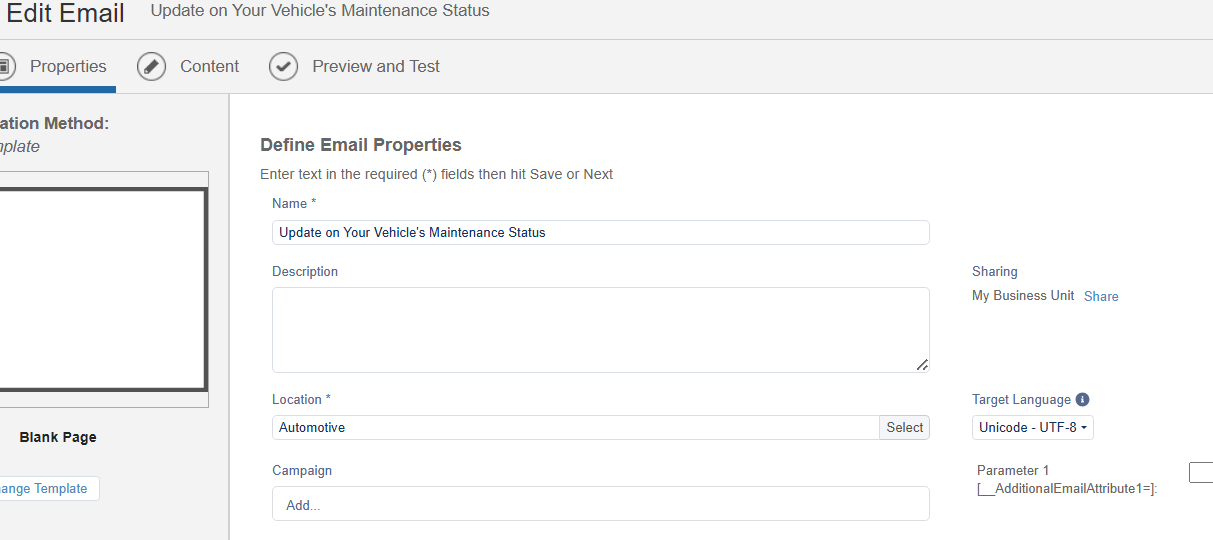 Edit Email Update on Your Vehicle's Maintenance Status
Properties Content Preview and Test
ation Method:
mplate
Blank Page
ange Template
Define Email Properties
Enter text in the required (*) fields then hit Save or Next
Name *
Update on Your Vehicle's Maintenance Status
Description
Sharing
My Business Unit Share
Location *
Automotive Select
Target Language
Unicode - UTF-8
Campaign
Add...
Parameter 1
[__AdditionalEmailAttribute1=]: